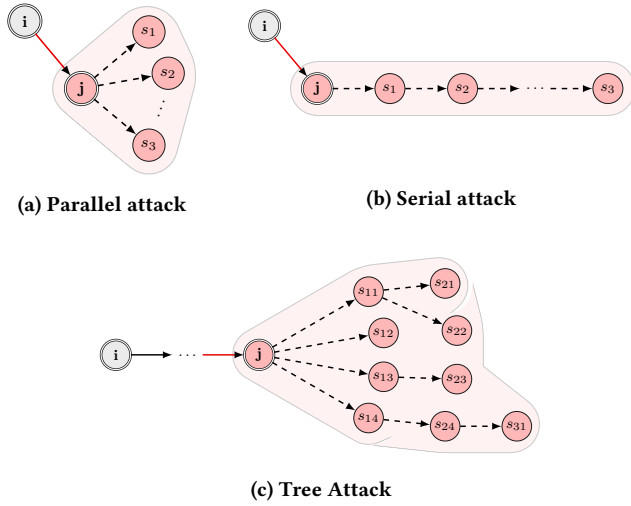 i
j
s1
s2
⋮
s3
(a) Parallel attack
i
j
s1
s2
...
s3
(b) Serial attack
i
...
j
s11
s21
s12
s22
s13
s23
s14
s24
s31
(c) Tree Attack